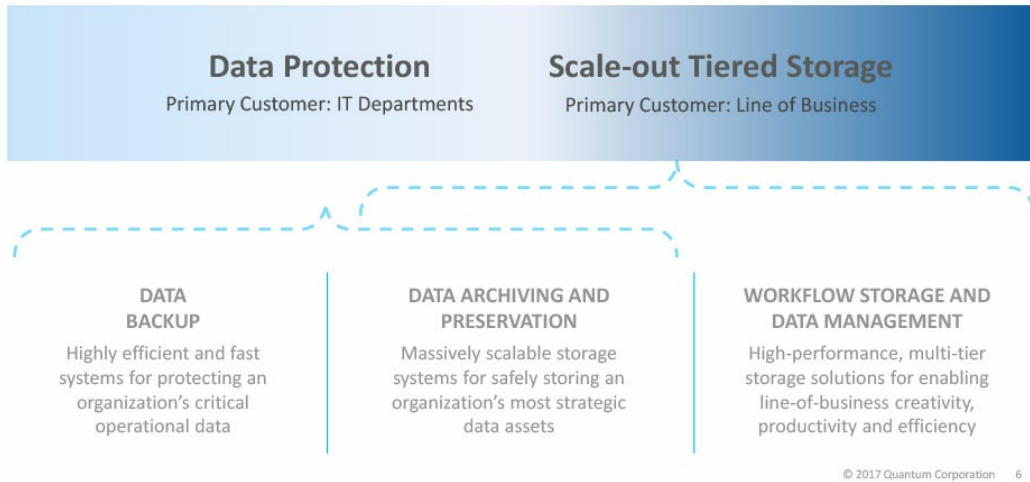 Data Protection
Primary Customer: IT Departments
Scale-out Tiered Storage
Primary Customer: Line of Business
DATA
BACKUP
Highly efficient and fast
systems for protecting an
organization's critical
operational data
DATA ARCHIVING AND
PRESERVATION
Massively scalable storage
systems for safely storing an
organization's most strategic
data assets
WORKFLOW STORAGE AND
DATA MANAGEMENT
High-performance, multi-tier
storage solutions for enabling
line-of-business creativity,
productivity and efficiency
© 2017 Quantum Corporation 6